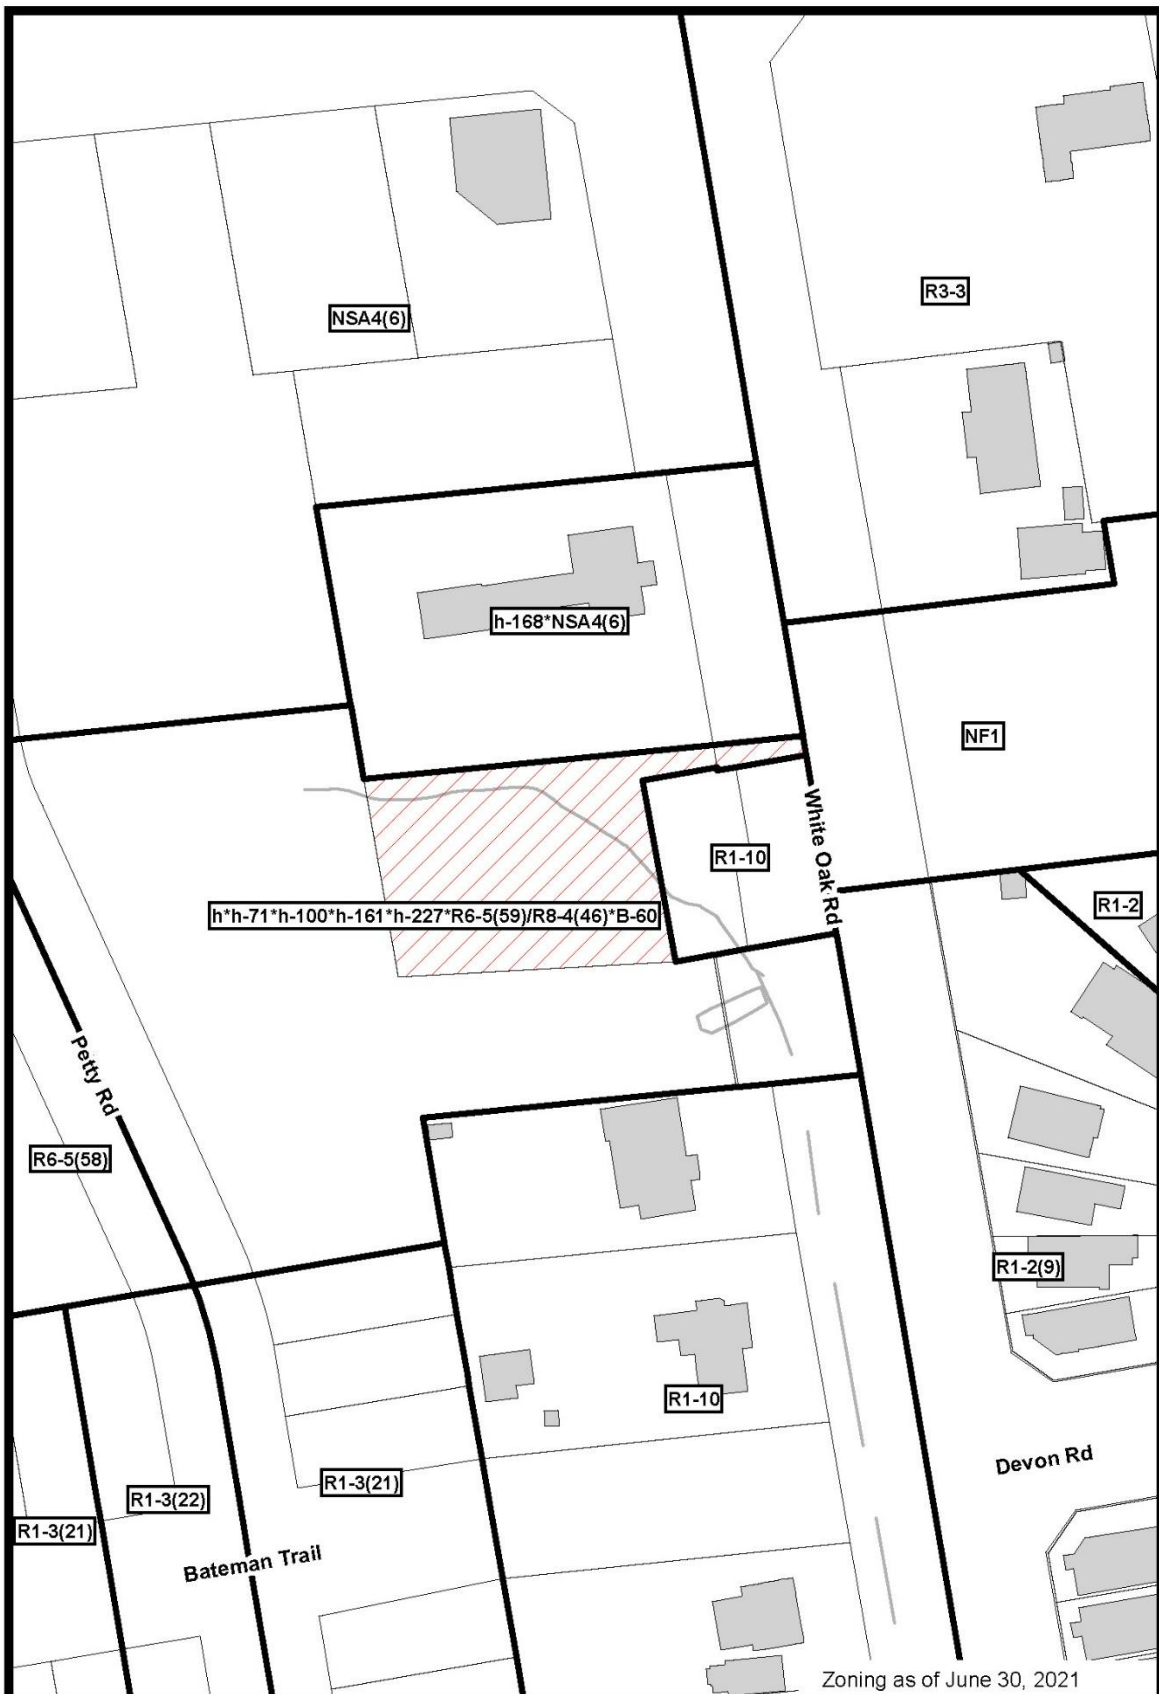 R3-3
NSA4(6)
h-168*NSA4(6)
NF1
White Oak Rd
R1-10
R1-2
h*h-71*h-100*h-161*h-227*R6-5(59)/R8-4(46)*B-60
Petty Rd
R6-5(58)
R1-2(9)
R1-10
Devon Rd
R1-3(21)
R1-3(22)
R1-3(21)
Bateman Trail
Zoning as of June 30, 2021